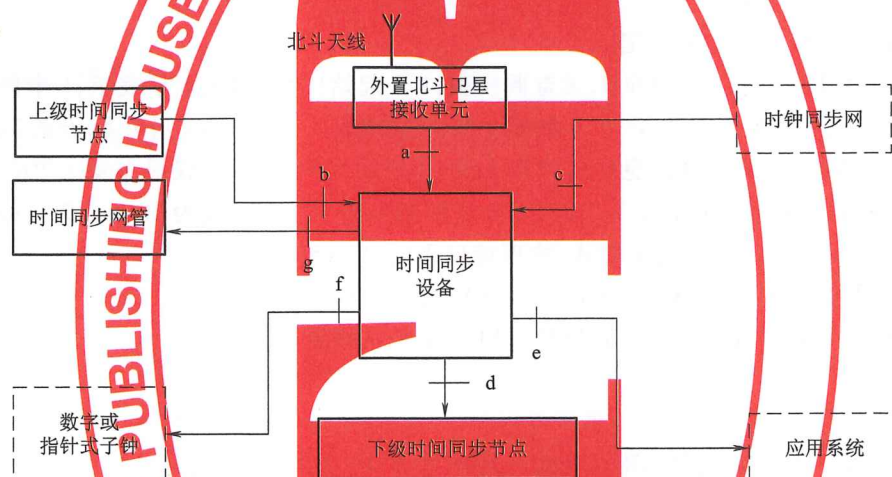 北斗天线
外置北斗卫星
接收单元
上级时间同步
节点
时钟同步网
a
b
c
时间同步网管
g
时间同步
设备
f
e
d
数字或
指针式子钟
下级时间同步节点
应用系统
PUBLISHING HOUSE